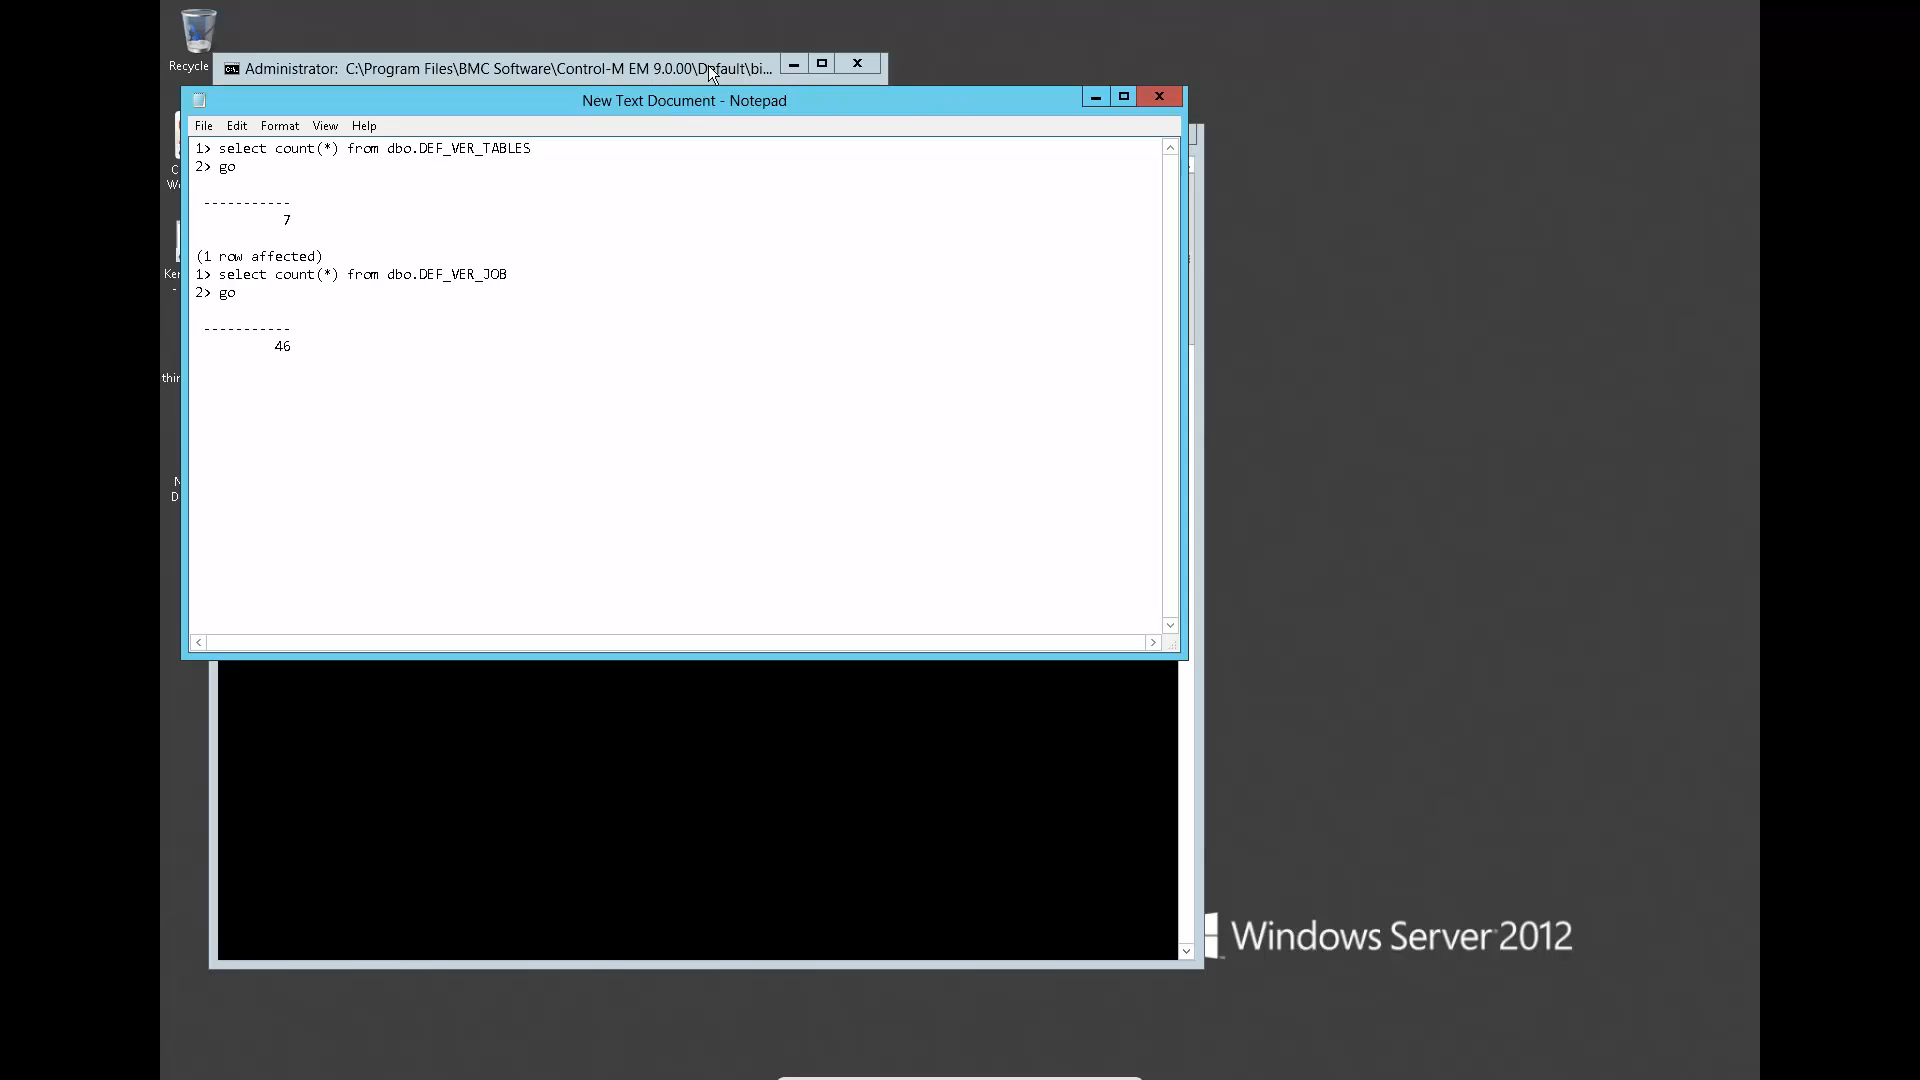 Recycle
Administrator: C:\Program Files\BMC Software\Control-M EM 9.0.00\Default\bi...
New Text Document - Notepad
File Edit Format View Help
1> select count(*) from dbo.DEF_VER_TABLES
2> go
-----------
7
(1 row affected)
1> select count(*) from dbo.DEF_VER_JOB
2> go
-----------
46
Windows Server 2012